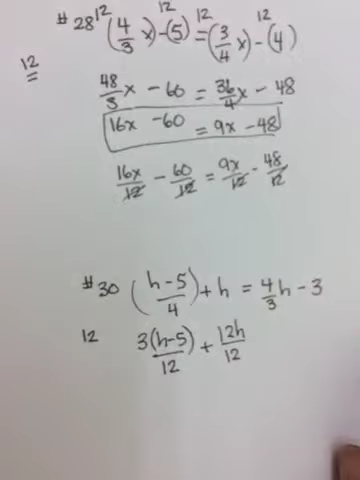 #28 12(4/3 x) - 12(5) = 12(3/4 x) - 12(4)
12
48/3 x - 60 = 36/4 x - 48
16x - 60 = 9x - 48
16x/12 - 60/12 = 9x/12 - 48/12
#30 (h-5/4) + h = 4/3 h - 3
12 3(h-5)/12 + 12h/12